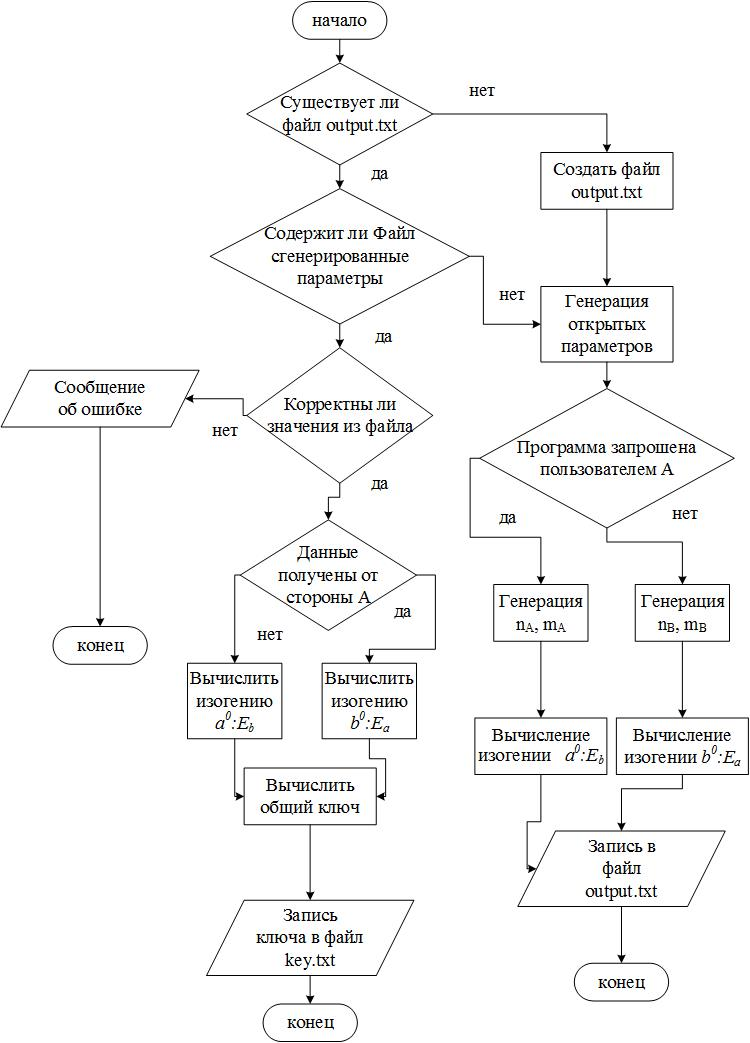 начало
Существует ли
файл output.txt
нет
да
Создать файл
output.txt
Содержит ли Файл
сгенерированные
параметры
нет
да
Генерация
открытых
параметров
Сообщение
об ошибке
нет
Корректны ли
значения из файла
да
Программа запрошена
пользователем А
да
нет
Данные
получены от
стороны А
нет
да
Генерация
nА, mА
Генерация
nВ, mВ
конец
Вычислить
изогению
a⁰:Eb
Вычислить
изогению
b⁰:Ea
Вычисление
изогении a⁰:Eb
Вычисление
изогении b⁰:Ea
Вычислить
общий ключ
Запись в
файл
output.txt
Запись
ключа в файл
key.txt
конец
конец